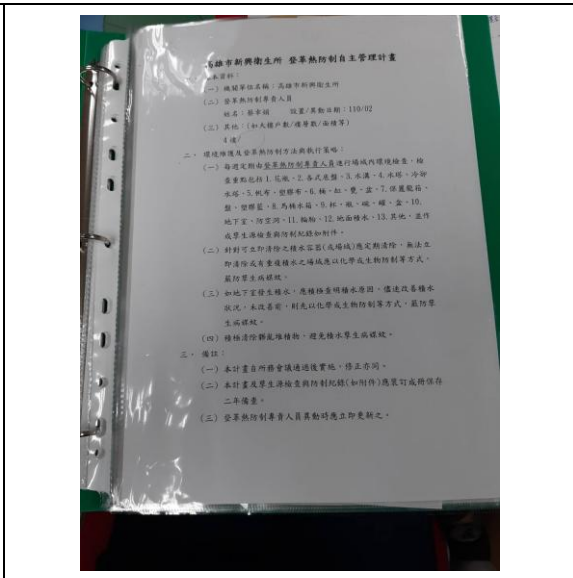 高雄市新興衛生所 登革熱防制自主管理計畫
基本資料：
(一) 機關單位名稱：高雄市新興衛生所
(二) 登革熱防制專責人員
設置/異動日期：110/02
(三) 其他：(如大樓戶數/樓層數/面積等)
4樓/
二、 環境維護及登革熱防制方法與執行策略：
(一) 每週定期由登革熱防制專責人員進行場域內環境檢查，檢
查重點包括1.花瓶、2.各式底盤、3.水溝、4.水塔、冷卻
水塔、5.帆布、塑膠布、6.桶、缸、甕、盆、7.保麗龍箱、
盤、塑膠籃、8.馬桶水箱、9.杯、瓶、碗、罐、盒、10.
地下室、防空洞、11.輪胎、12.地面積水、13.其他，並作
成孳生源檢查與防制紀錄如附件。
(二) 針對可立即清除之積水容器(或場域)應定期清除，無法立
即清除或有重複積水之場域應以化學或生物防制等方式，
嚴防孳生病媒蚊。
(三) 如地下室發生積水，應積極查明積水原因，儘速改善積水
狀況，未改善前，則先以化學或生物防制等方式，嚴防孳
生病媒蚊。
(四) 積極清除髒亂堆積物，避免積水孳生病媒蚊。
三、 備註：
(一) 本計畫自所務會議通過後實施，修正亦同。
(二) 本計畫及孳生源檢查與防制紀錄(如附件)應裝訂成冊保存
二年備查。
(三) 登革熱防制專責人員異動時應立即更新之。